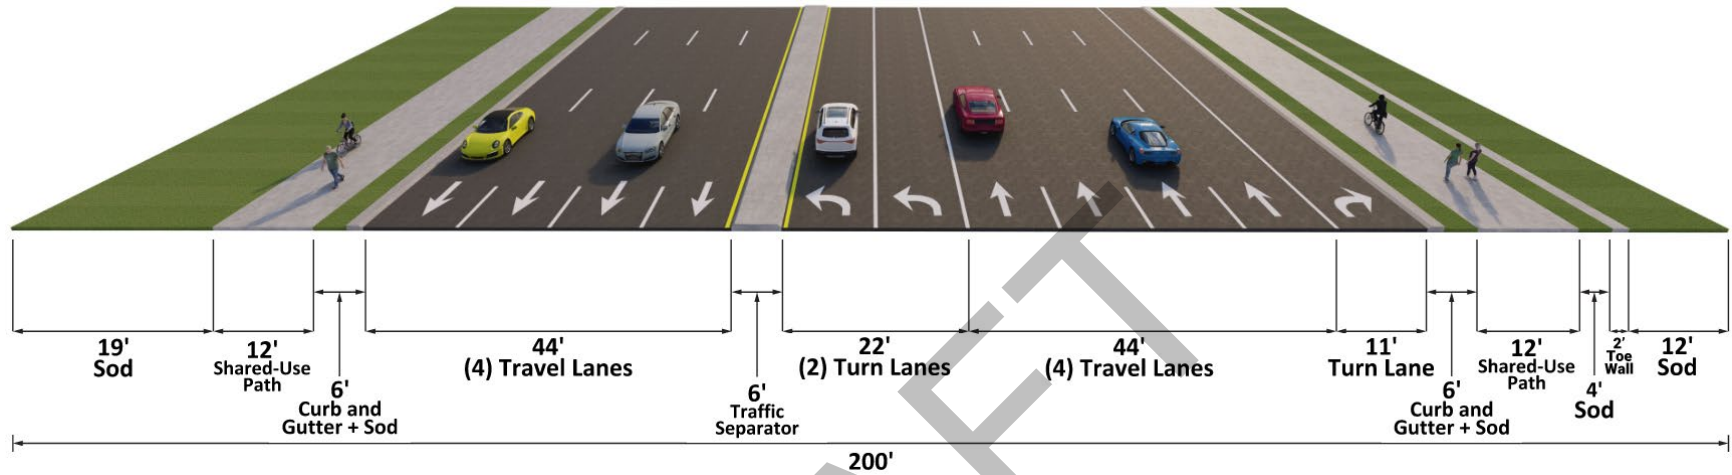 19'
Sod
12'
Shared-Use
Path
6'
Curb and
Gutter + Sod
44'
(4) Travel Lanes
6'
Traffic
Separator
22'
(2) Turn Lanes
44'
(4) Travel Lanes
11'
Turn Lane
6'
Curb and
Gutter + Sod
12'
Shared-Use
Path
4'
Sod
2'
Toe
Wall
12'
Sod
200'
FT